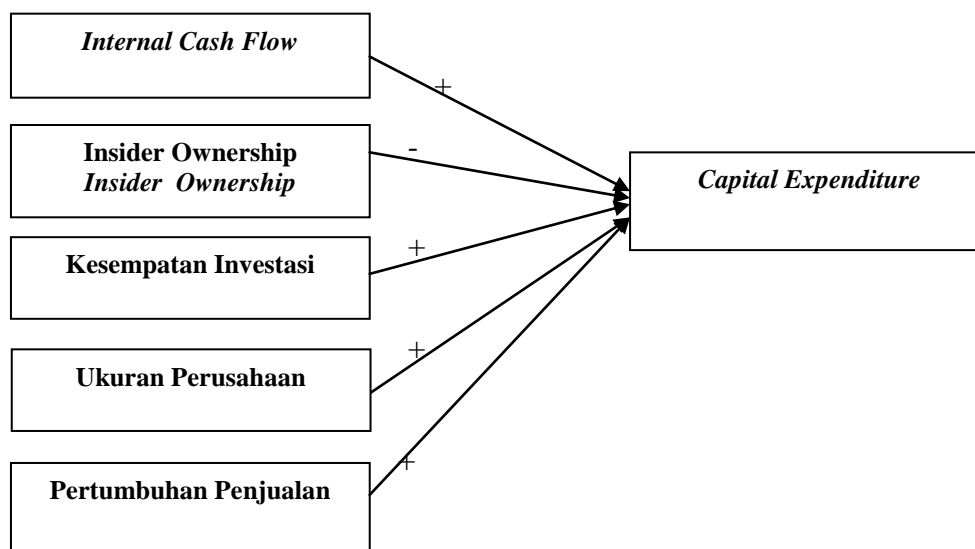 Internal Cash Flow
+
Insider Ownership
Insider Ownership
-
Capital Expenditure
Kesempatan Investasi
+
Ukuran Perusahaan
+
Pertumbuhan Penjualan
+